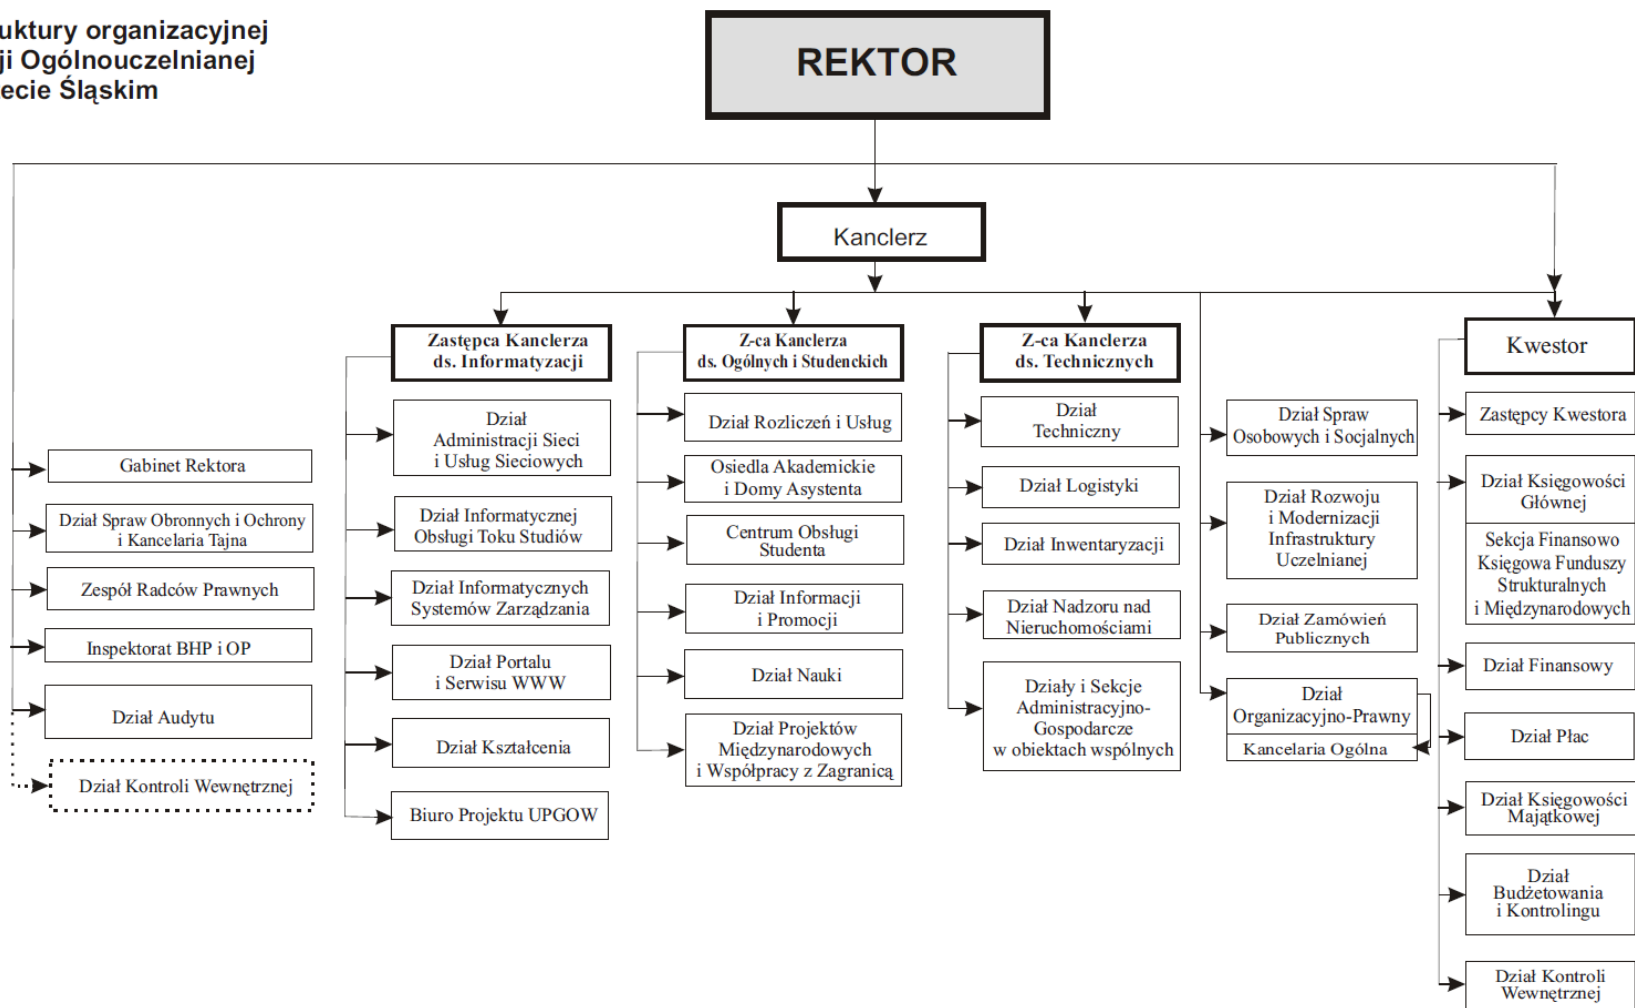 uktury organizacyjnej
ji Ogólnouczelnianej
ecie Śląskim
REKTOR
Kanclerz
Zastępca Kanclerza
ds. Informatyzacji
Z-ca Kanclerza
ds. Ogólnych i Studenckich
Z-ca Kanclerza
ds. Technicznych
Kwestor
Gabinet Rektora
Dział Spraw Obronnych i Ochrony
i Kancelaria Tajna
Zespół Radców Prawnych
Inspektorat BHP i OP
Dział Audytu
Dział Kontroli Wewnętrznej
Dział
Administracji Sieci
i Usług Sieciowych
Dział Informatycznej
Obsługi Toku Studiów
Dział Informatycznych
Systemów Zarządzania
Dział Portalu
i Serwisu WWW
Dział Kształcenia
Biuro Projektu UPGOW
Dział Rozliczeń i Usług
Osiedla Akademickie
i Domy Asystenta
Centrum Obsługi
Studenta
Dział Informacji
i Promocji
Dział Nauki
Dział Projektów
Międzynarodowych
i Współpracy z Zagranicą
Dział
Techniczny
Dział Logistyki
Dział Inwentaryzacji
Dział Nadzoru nad
Nieruchomościami
Działy i Sekcje
Administracyjno-
Gospodarcze
w obiektach wspólnych
Dział Spraw
Osobowych i Socjalnych
Dział Rozwoju
i Modernizacji
Infrastruktury
Uczelnianej
Dział Zamówień
Publicznych
Dział
Organizacyjno-Prawny
Kancelaria Ogólna
Zastępcy Kwestora
Dział Księgowości
Głównej
Sekcja Finansowo
Księgowa Funduszy
Strukturalnych
i Międzynarodowych
Dział Finansowy
Dział Płac
Dział Księgowości
Majątkowej
Dział
Budżetowania
i Kontrolingu
Dział Kontroli
Wewnętrznej